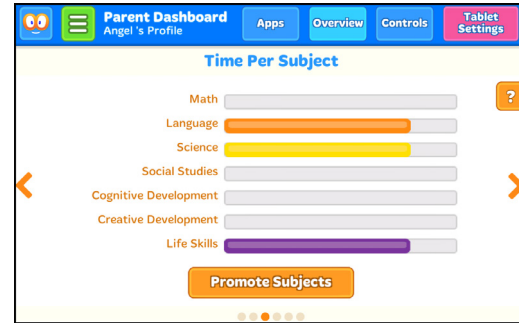 Parent Dashboard
Angel 's Profile
Apps
Overview
Controls
Tablet
Settings
Time Per Subject
?
Math
Language
Science
Social Studies
Cognitive Development
Creative Development
Life Skills
Promote Subjects